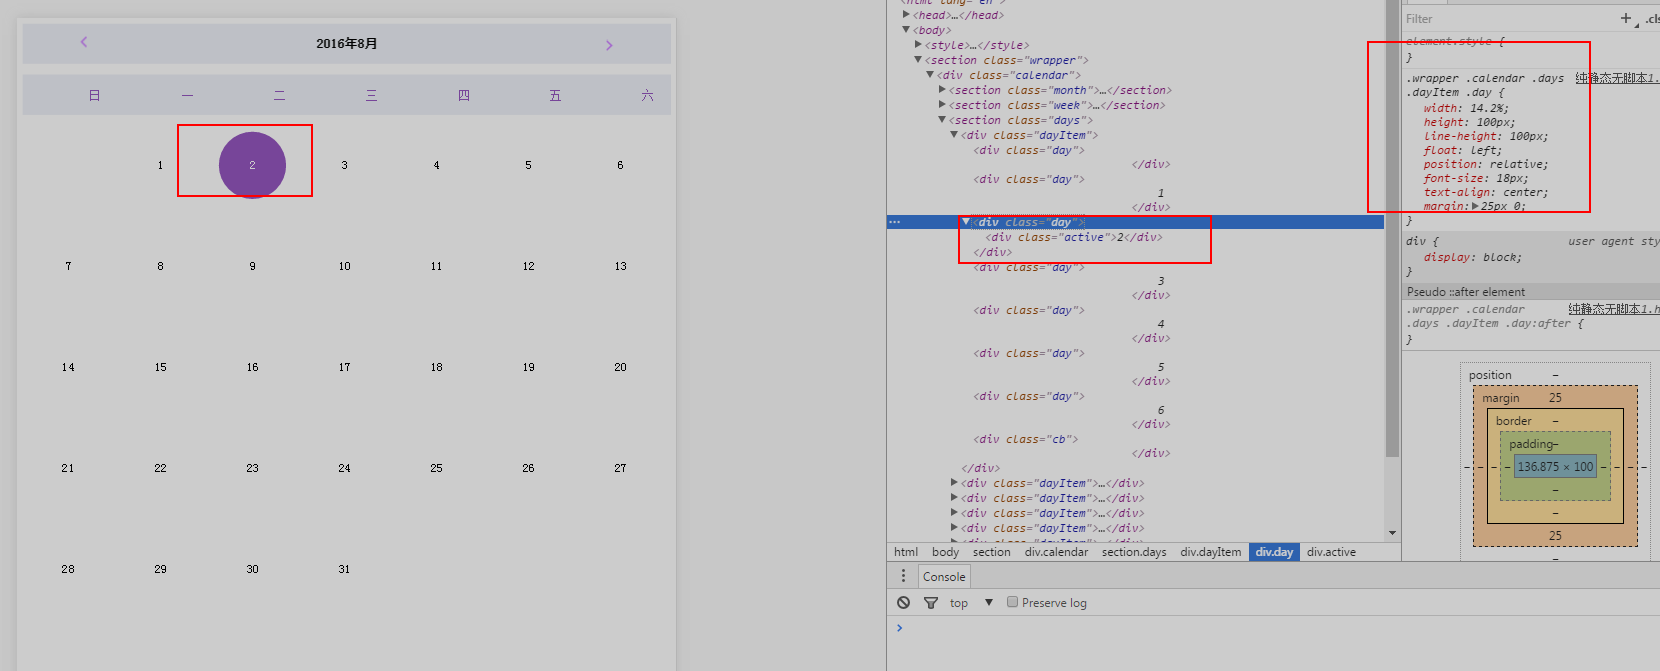 2016年8月
日 一 二 三 四 五 六
1 2 3 4 5 6
7 8 9 10 11 12 13
14 15 16 17 18 19 20
21 22 23 24 25 26 27
28 29 30 31
<html lang="en">
<head>…</head>
<body>
<style>…</style>
<section class="wrapper">
<div class="calendar">
<section class="month">…</section>
<section class="week">…</section>
<section class="days">
<div class="dayItem">
<div class="day">
</div>
<div class="day">
1
</div>
<div class="day">
<div class="active">2</div>
</div>
<div class="day">
3
</div>
<div class="day">
4
</div>
<div class="day">
5
</div>
<div class="day">
6
</div>
<div class="cb">
</div>
</div>
<div class="dayItem">…</div>
<div class="dayItem">…</div>
<div class="dayItem">…</div>
<div class="dayItem">…</div>
<div class="dayItem">…</div>
html body section div.calendar section.days div.dayItem div.day div.active
Console
top Preserve log
Filter + .cls
element.style {
}
.wrapper .calendar .days 纯静态无脚本1.
.dayItem .day {
width: 14.2%;
height: 100px;
line-height: 100px;
float: left;
position: relative;
font-size: 18px;
text-align: center;
margin: 25px 0;
}
div { user agent sty
display: block;
}
Pseudo ::after element
.wrapper .calendar 纯静态无脚本1.h
.days .dayItem .day:after {
}
position –
margin 25
border –
padding –
– – – – 136.875 × 100 – – – –
–
–
25
–